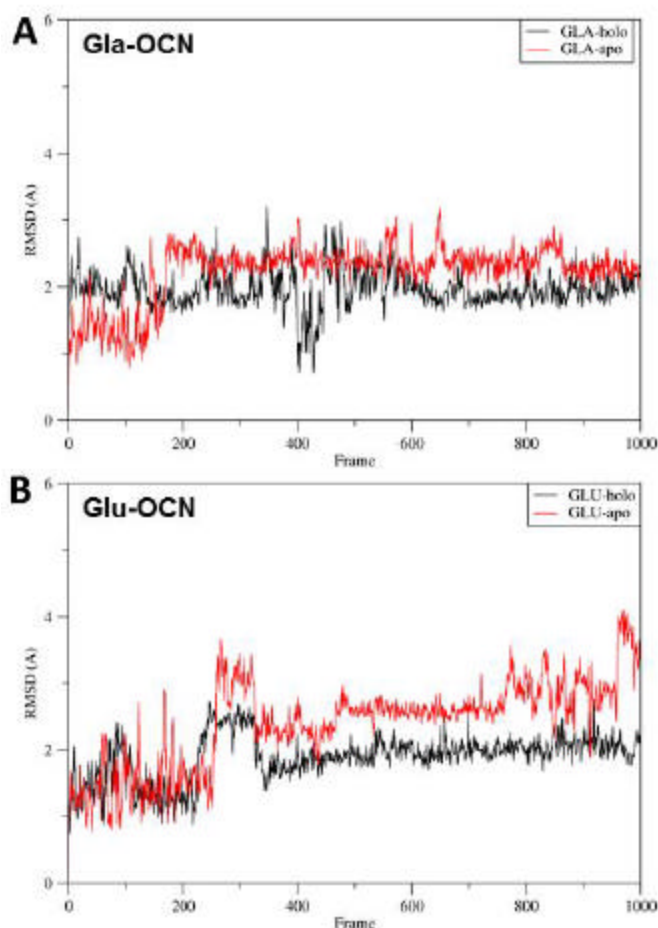 A
Gla-OCN
GLA-holo
GLA-apo
6
4
2
0
RMSD (A)
0 200 400 600 800 1000
Frame
B
Glu-OCN
GLU-holo
GLU-apo
6
4
2
0
RMSD (A)
0 200 400 600 800 1000
Frame